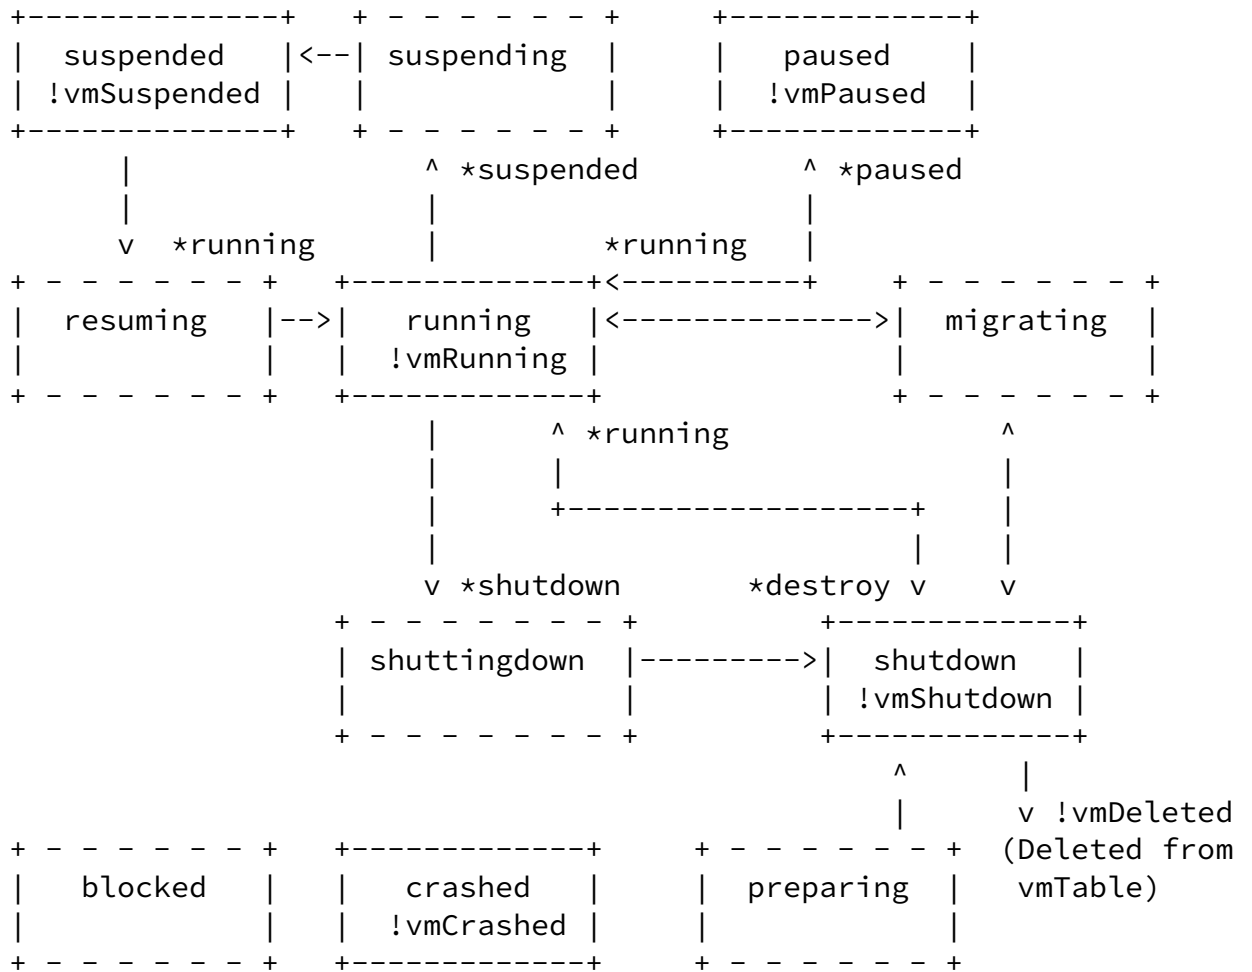 suspended suspending paused
!vmSuspended !vmPaused
*suspended *paused
*running *running
resuming running migrating
!vmRunning
*running
*shutdown *destroy
shuttingdown shutdown
!vmShutdown
!vmDeleted
(Deleted from
blocked crashed preparing vmTable)
!vmCrashed